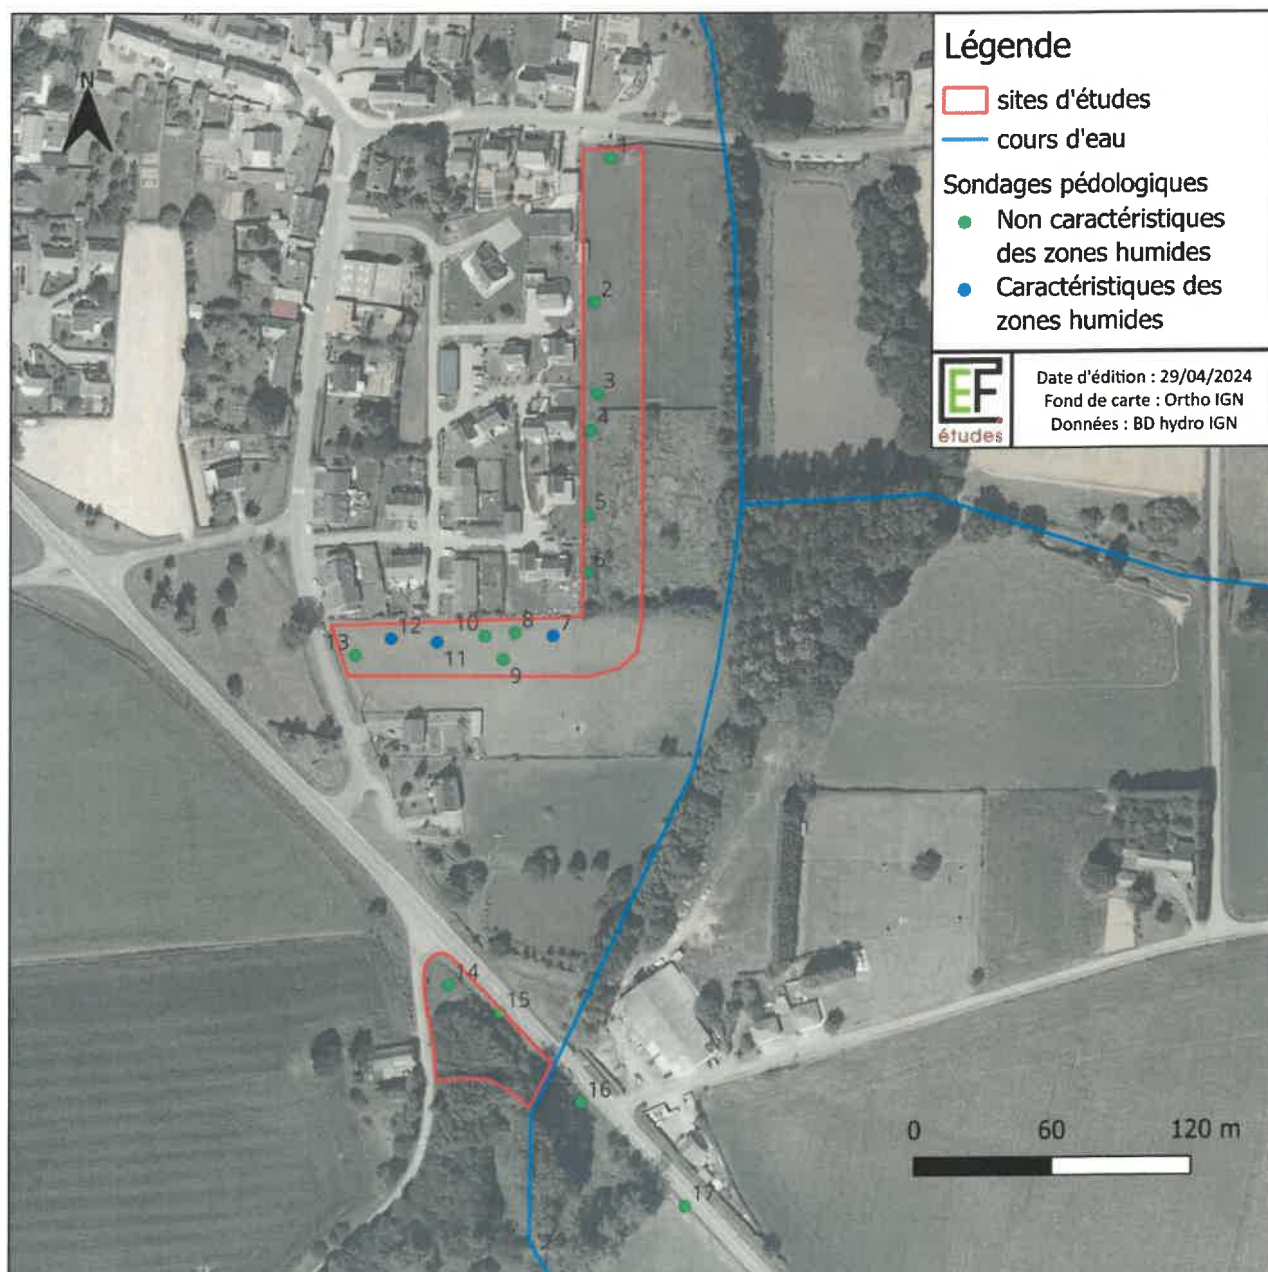 N
Légende
sites d'études
cours d'eau
Sondages pédologiques
Non caractéristiques
des zones humides
Caractéristiques des
zones humides
EF
études
Date d'édition : 29/04/2024
Fond de carte : Ortho IGN
Données : BD hydro IGN
1
2
3
4
5
6
7
8
9
10
11
12
13
14
15
16
17
0 60 120 m